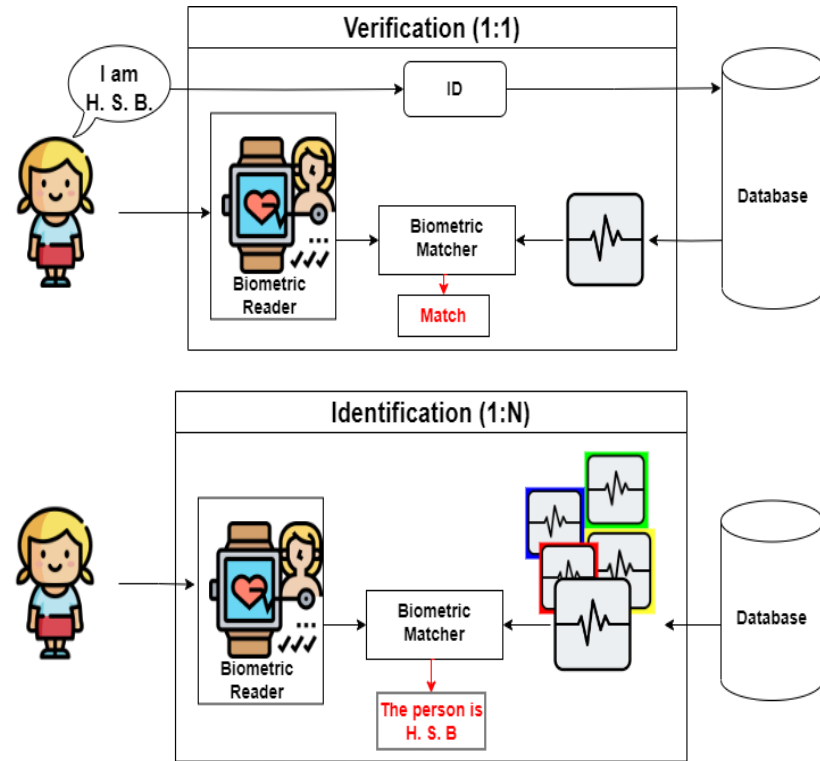 Verification (1:1)
I am
H. S. B.
ID
Database
Biometric
Matcher
...
Biometric
Reader
Match
Identification (1:N)
Biometric
Matcher
...
Database
Biometric
Reader
The person is
H. S. B